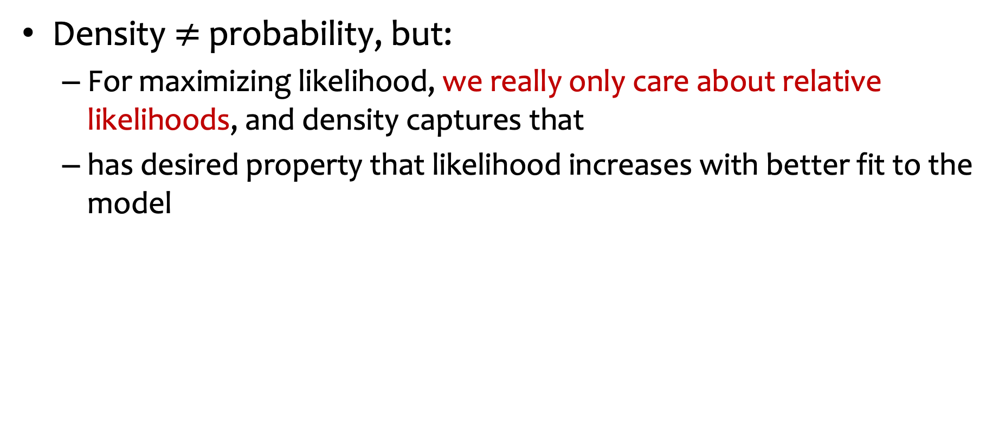 • Density ≠ probability, but:
– For maximizing likelihood, we really only care about relative
likelihoods, and density captures that
– has desired property that likelihood increases with better fit to the
model